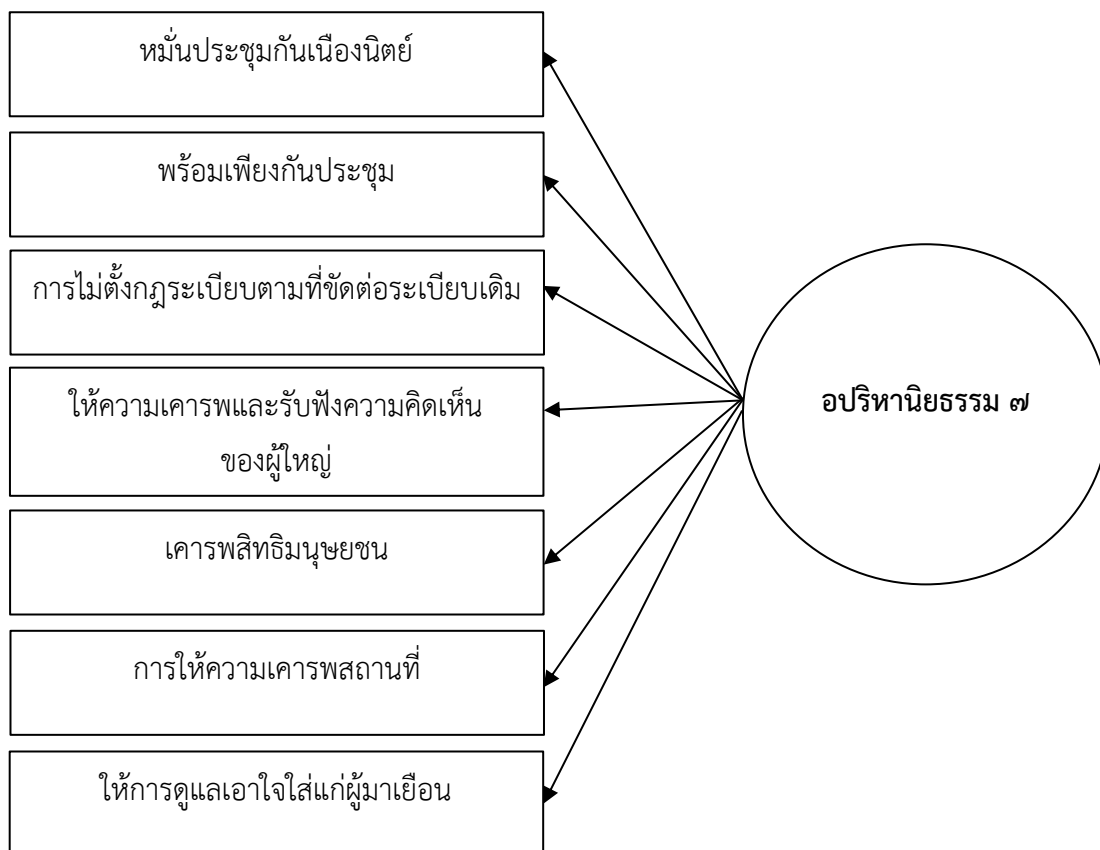 หมั่นประชุมกันเนืองนิตย์
พร้อมเพียงกันประชุม
การไม่ตั้งกฎระเบียบตามที่ขัดต่อระเบียบเดิม
ให้ความเคารพและรับฟังความคิดเห็น
ของผู้ใหญ่
เคารพสิทธิมนุษยชน
การให้ความเคารพสถานที่
ให้การดูแลเอาใจใส่แก่ผู้มาเยือน
อปริหานิยธรรม ๗